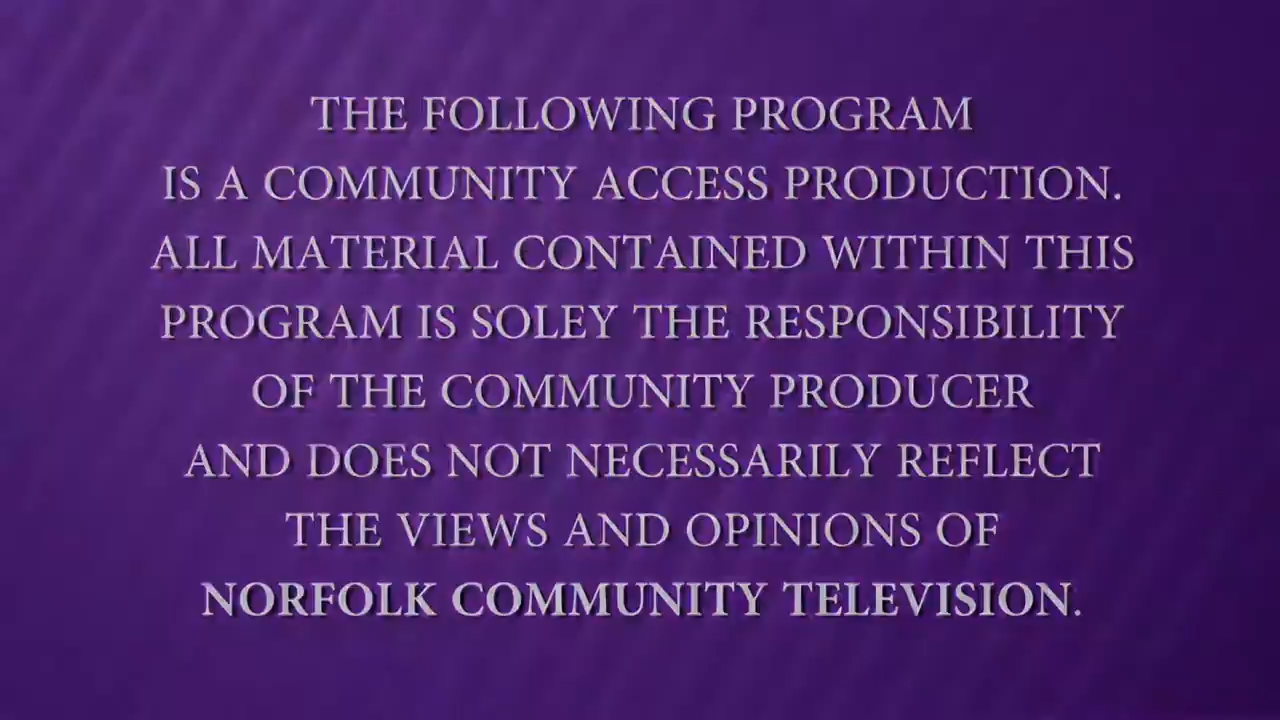 THE FOLLOWING PROGRAM
IS A COMMUNITY ACCESS PRODUCTION.
ALL MATERIAL CONTAINED WITHIN THIS
PROGRAM IS SOLEY THE RESPONSIBILITY
OF THE COMMUNITY PRODUCER
AND DOES NOT NECESSARILY REFLECT
THE VIEWS AND OPINIONS OF
NORFOLK COMMUNITY TELEVISION.